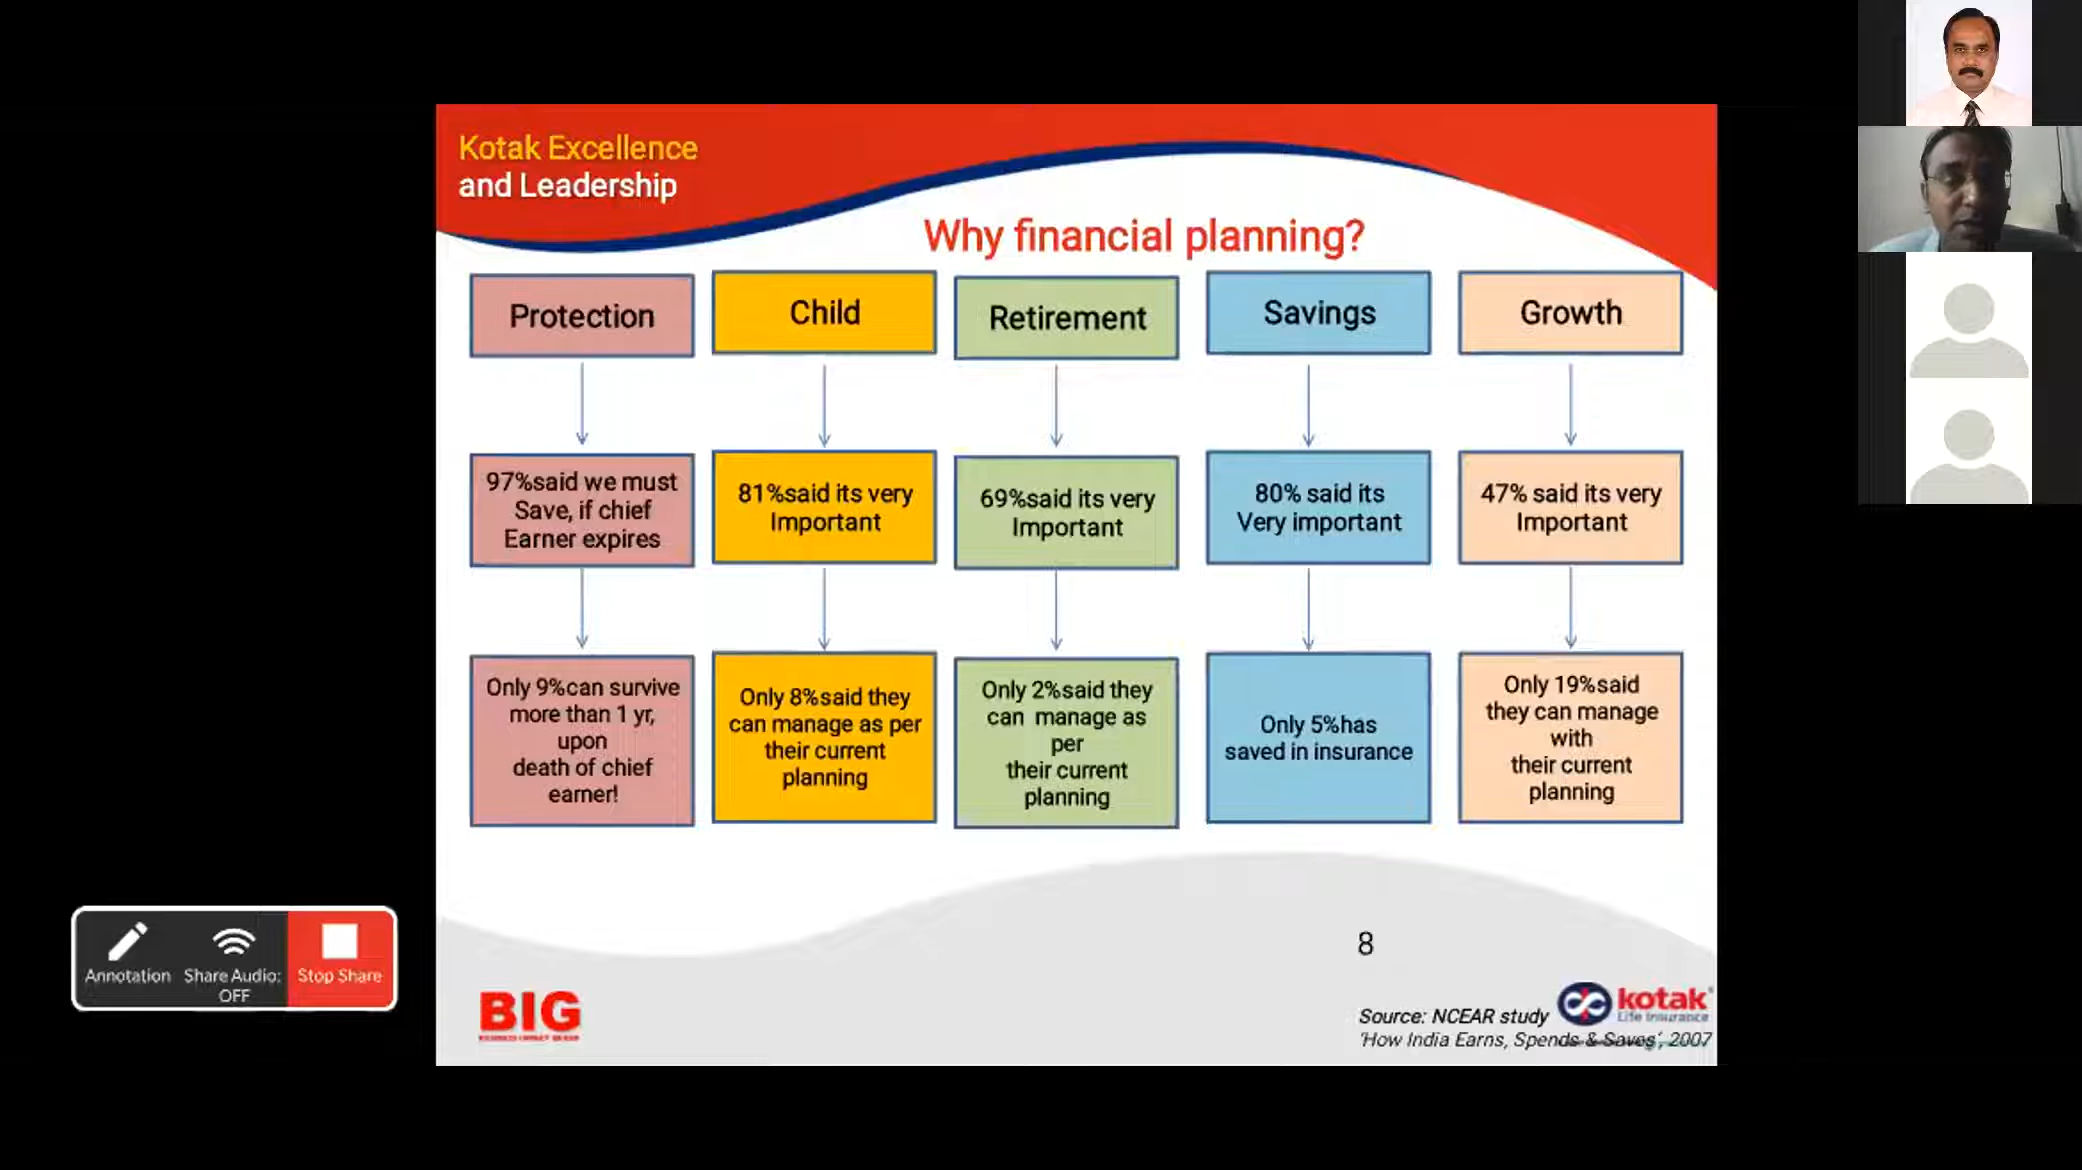 Kotak Excellence
and Leadership
Why financial planning?
Protection
Child
Retirement
Savings
Growth
97%said we must
Save, if chief
Earner expires
81%said its very
Important
69%said its very
Important
80% said its
Very important
47% said its very
Important
Only 9%can survive
more than 1 yr,
upon
death of chief
earner!
Only 8%said they
can manage as per
their current
planning
Only 2%said they
can manage as
per
their current
planning
Only 5%has
saved in insurance
Only 19%said
they can manage
with
their current
planning
8
Annotation
Share Audio:
OFF
Stop Share
BIG
Source: NCEAR study
'How India Earns, Spends & Saves', 2007
kotak
Life Insurance